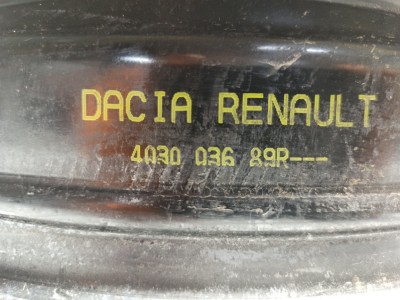 DACIA RENAULT
4030 036 89R---